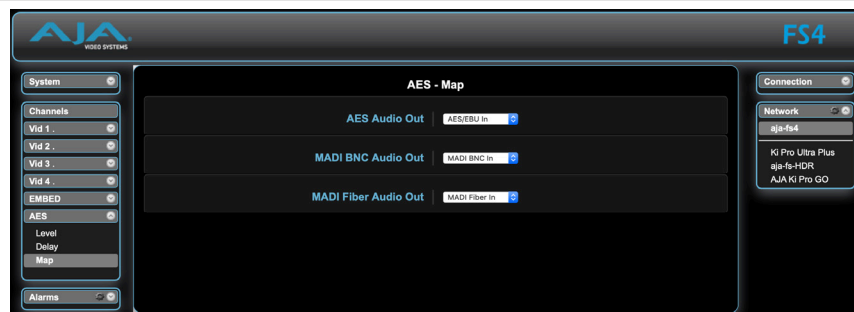 AJA
VIDEO SYSTEMS
FS4
System
Channels
Vid 1 .
Vid 2 .
Vid 3 .
Vid 4 .
EMBED
AES
Level
Delay
Map
Alarms
AES - Map
AES Audio Out AES/EBU In
MADI BNC Audio Out MADI BNC In
MADI Fiber Audio Out MADI Fiber In
Connection
Network
aja-fs4
Ki Pro Ultra Plus
aja-fs-HDR
AJA Ki Pro GO